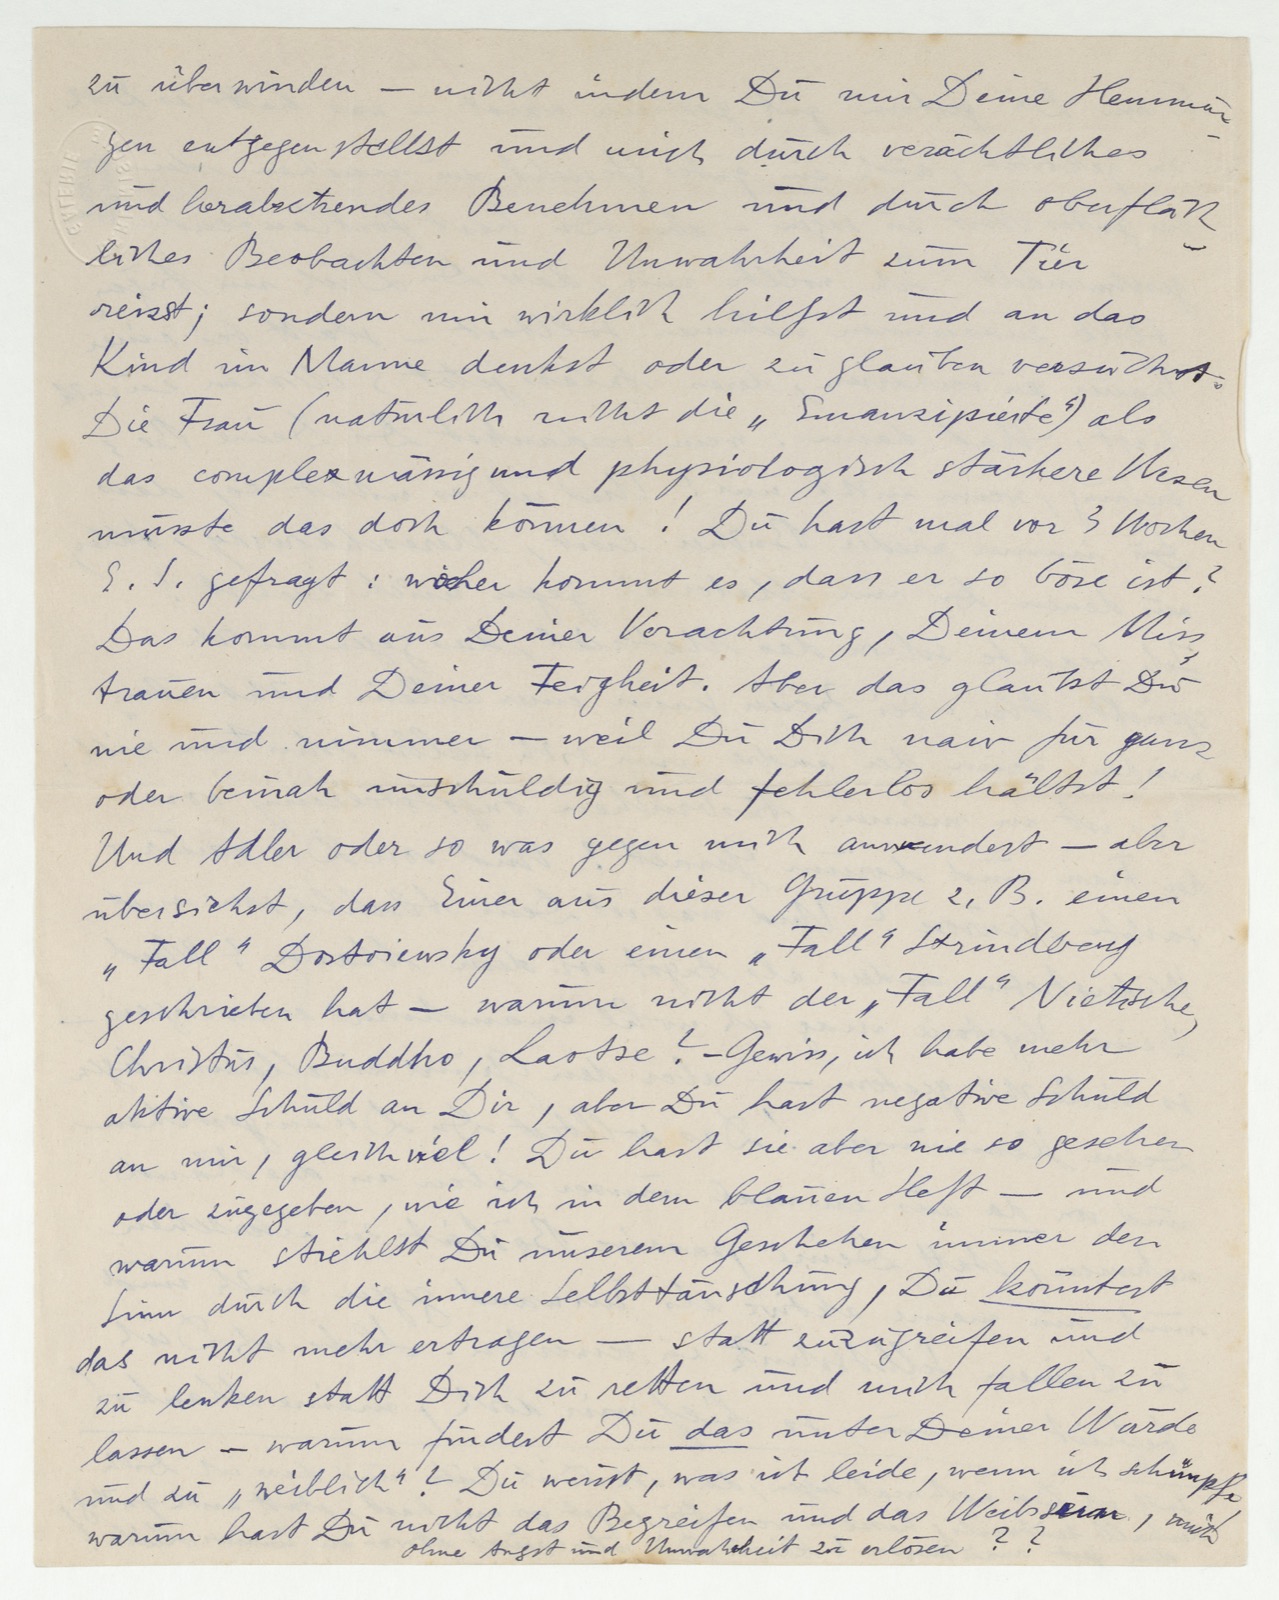 zu überwinden — nicht indem Du mir Deine Hemmun-
gen entgegenstellst und mich durch verächtliches
und herabsetzendes Benehmen und durch oberfläch-
liches Beobachten und Unwahrheit zum Tier
reizst; sondern mir wirklich hilfst und an das
Kind im Manne denkst oder zu glauben versuchst.
Die Frau (natürlich nicht die „Emanzipierte“) als
das complexmässig und physiologisch stärkere Wesen
müsste das doch können! Du hast mal vor 3 Wochen
E. S. gefragt: woher kommt es, dass er so böse ist?
Das kommt aus Deiner Verachtung, Deinem Miss-
trauen und Deiner Feigheit. Aber das glaubst Du
nie und nimmer — weil Du Dich naiv für ganz
oder beinah unschuldig und fehlerlos hältst!
Und Adler oder so was gegen mich anwendest — aber
übersiehst, dass Einer aus dieser Gruppe z. B. einen
„Fall“ Dostoiewsky oder einen „Fall“ Strindberg
geschrieben hat — warum nicht der „Fall“ Nietzsche,
Christus, Buddho, Laotse? — Gewiss, ich habe mehr
aktive Schuld an Dir, aber Du hast negative Schuld
an mir, gleichviel! Du hast sie aber nie so gesehen
oder zugegeben, wie ich in dem blauen Heft — und
warum stiehlst Du unserem Geschehen immer den
Sinn durch die innere Selbsttäuschung, Du könntest
das nicht mehr ertragen — statt zuzugreifen und
zu lenken statt Dich zu retten und mich fallen zu
lassen — warum findest Du das unter Deiner Würde
und zu „weiblich“? Du weisst, was ich leide, wenn ich schimpfe
warum hast Du nicht das Begreifen und das Weibsein, mich
ohne Angst und Unwahrheit zu erlösen??